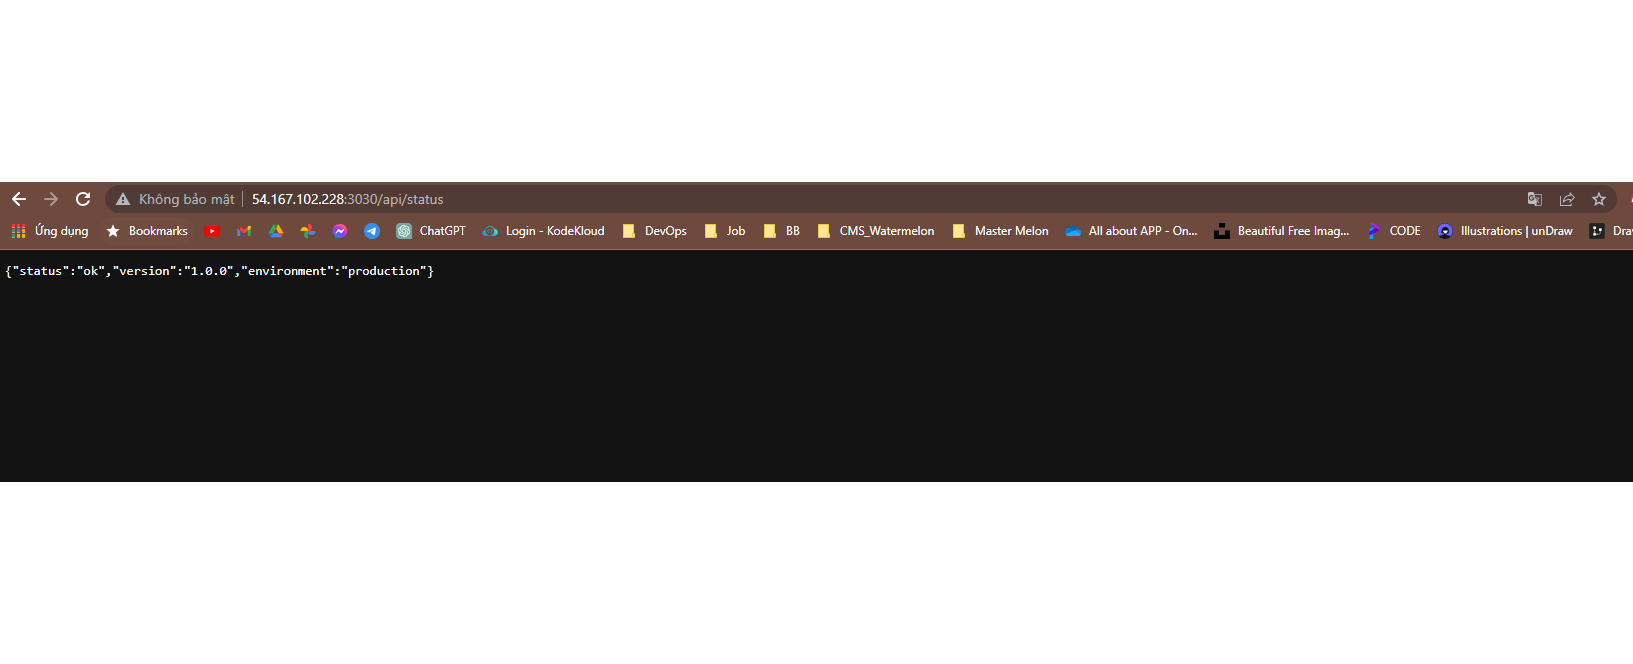 Không bảo mật 54.167.102.228:3030/api/status
Ứng dụng Bookmarks ChatGPT Login - KodeKloud DevOps Job BB CMS_Watermelon Master Melon All about APP - On... Beautiful Free Imag... CODE Illustrations | unDraw Dra
{"status":"ok","version":"1.0.0","environment":"production"}